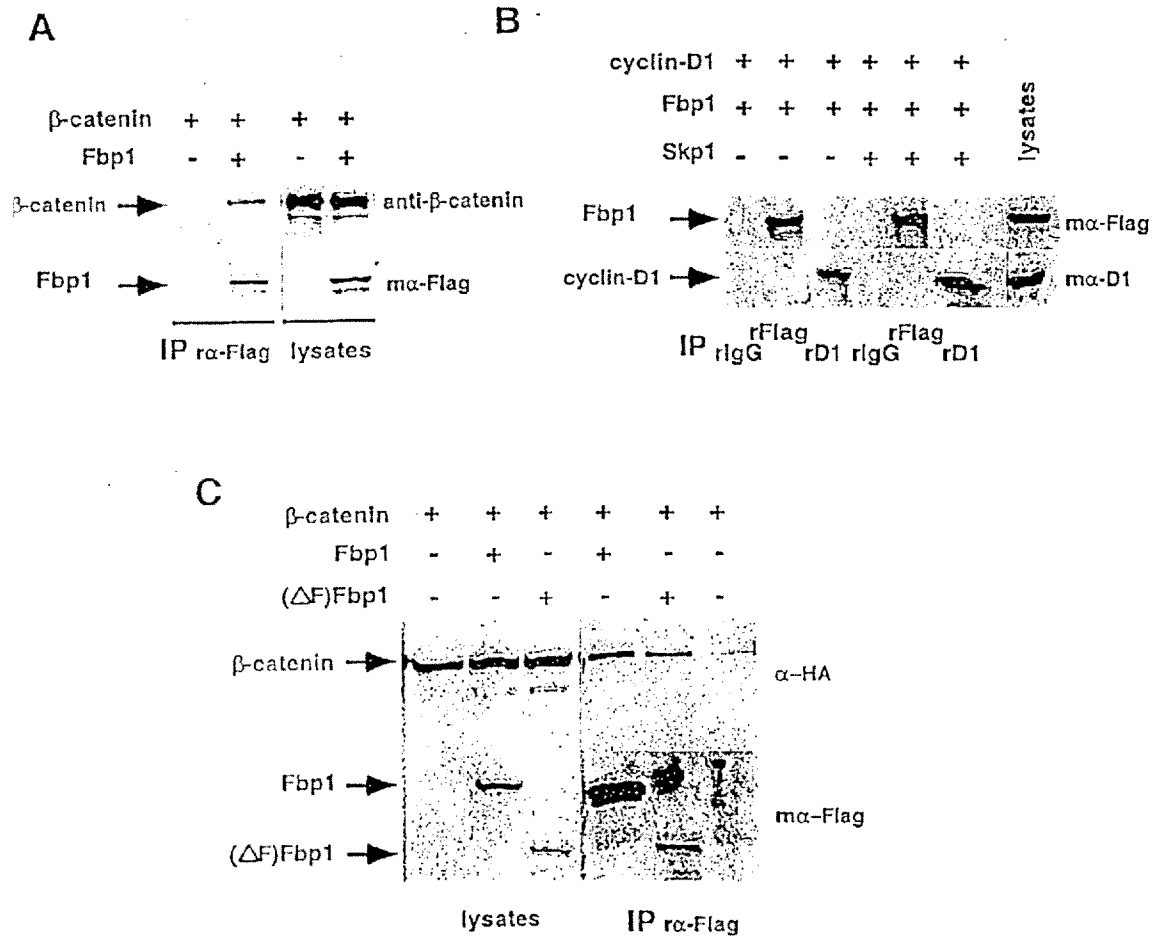 A
β-catenin + + + +
Fbp1 - + - +
β-catenin anti-β-catenin
Fbp1 mα-Flag
IP rα-Flag lysates
B
cyclin-D1 + + + + + +
Fbp1 + + + + + +
Skp1 - - - + + +
lysates
Fbp1 mα-Flag
cyclin-D1 mα-D1
IP rIgG rFlag rD1 rIgG rFlag rD1
C
β-catenin + + + + + +
Fbp1 - + - + - -
(△F)Fbp1 - - + - + -
β-catenin α-HA
Fbp1
mα-Flag
(△F)Fbp1
lysates IP rα-Flag